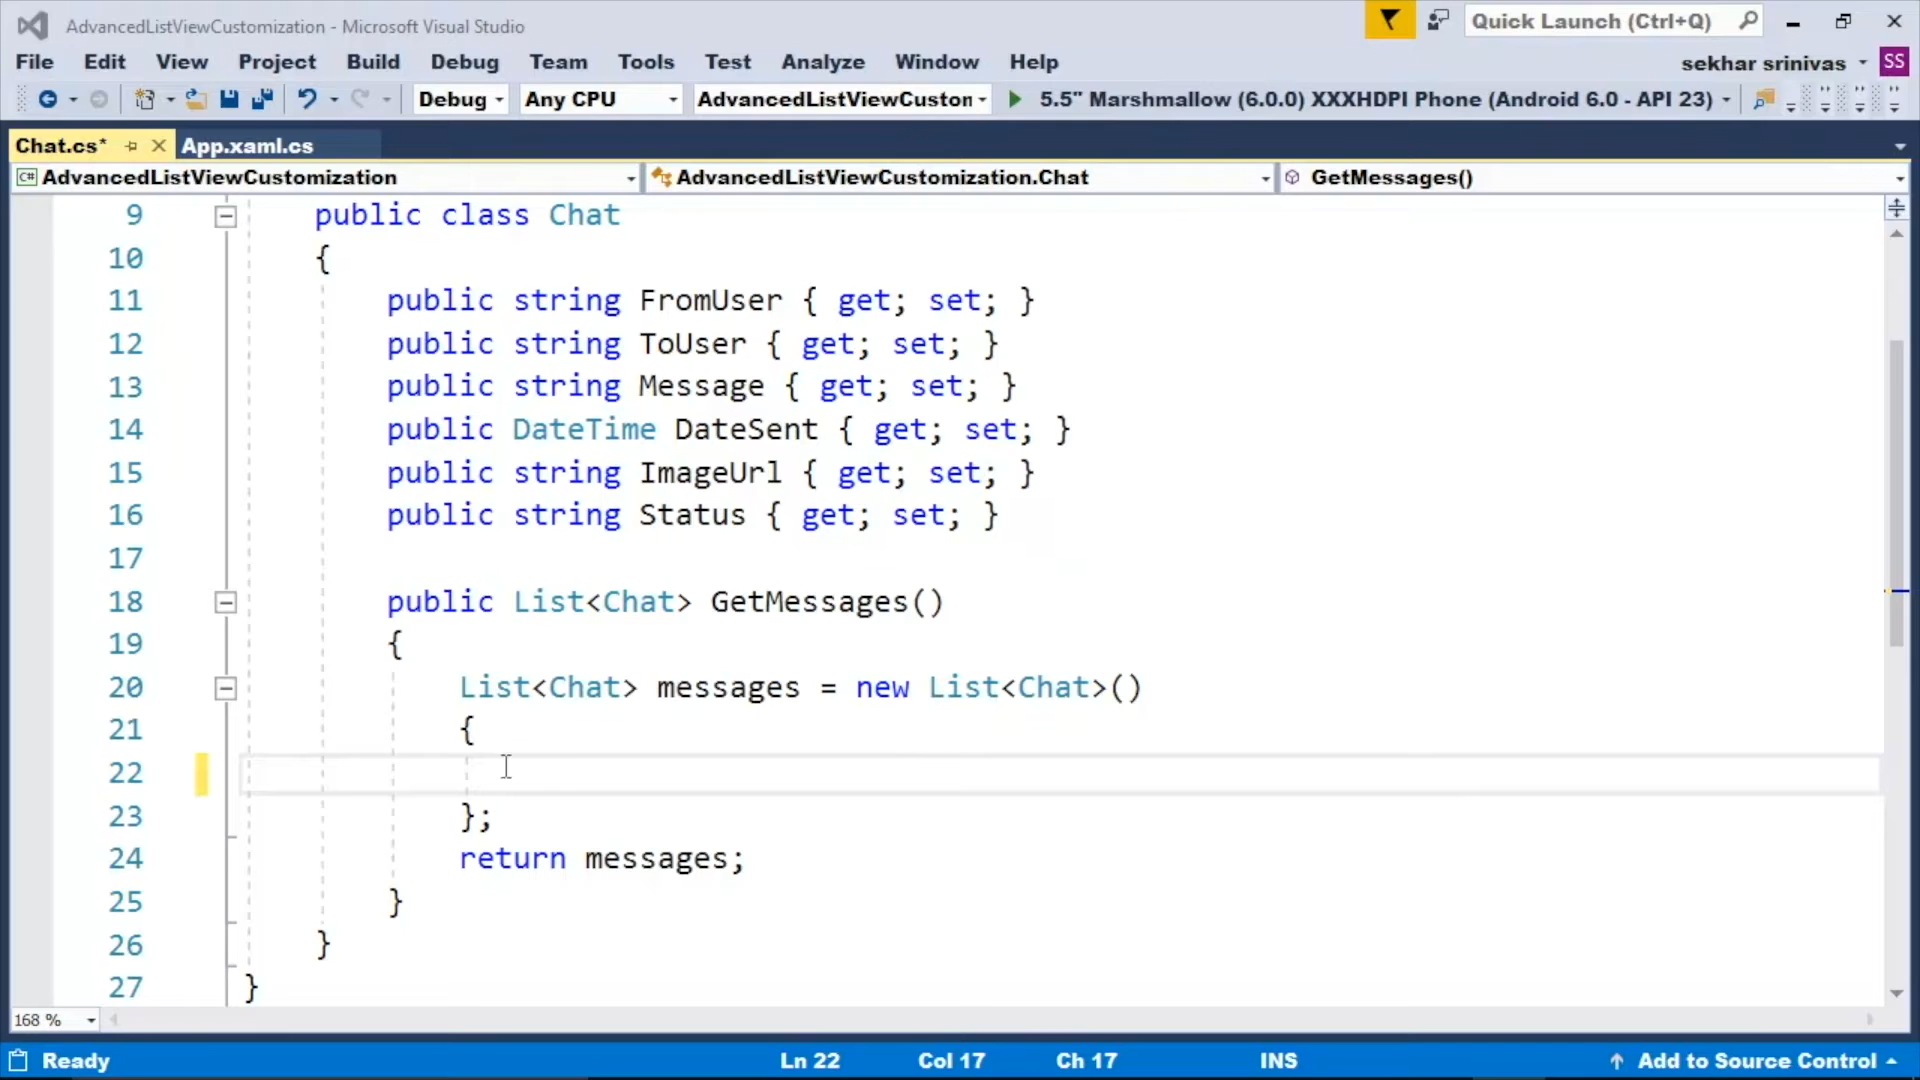 AdvancedListViewCustomization - Microsoft Visual Studio
Quick Launch (Ctrl+Q)
File Edit View Project Build Debug Team Tools Test Analyze Window Help
sekhar srinivas SS
Debug Any CPU AdvancedListViewCuston 5.5" Marshmallow (6.0.0) XXXHDPI Phone (Android 6.0 - API 23)
Chat.cs* App.xaml.cs
C# AdvancedListViewCustomization AdvancedListViewCustomization.Chat GetMessages()
9 public class Chat
10 {
11 public string FromUser { get; set; }
12 public string ToUser { get; set; }
13 public string Message { get; set; }
14 public DateTime DateSent { get; set; }
15 public string ImageUrl { get; set; }
16 public string Status { get; set; }
17
18 public List<Chat> GetMessages()
19 {
20 List<Chat> messages = new List<Chat>()
21 {
22
23 };
24 return messages;
25 }
26 }
27 }
168 %
Ready Ln 22 Col 17 Ch 17 INS Add to Source Control